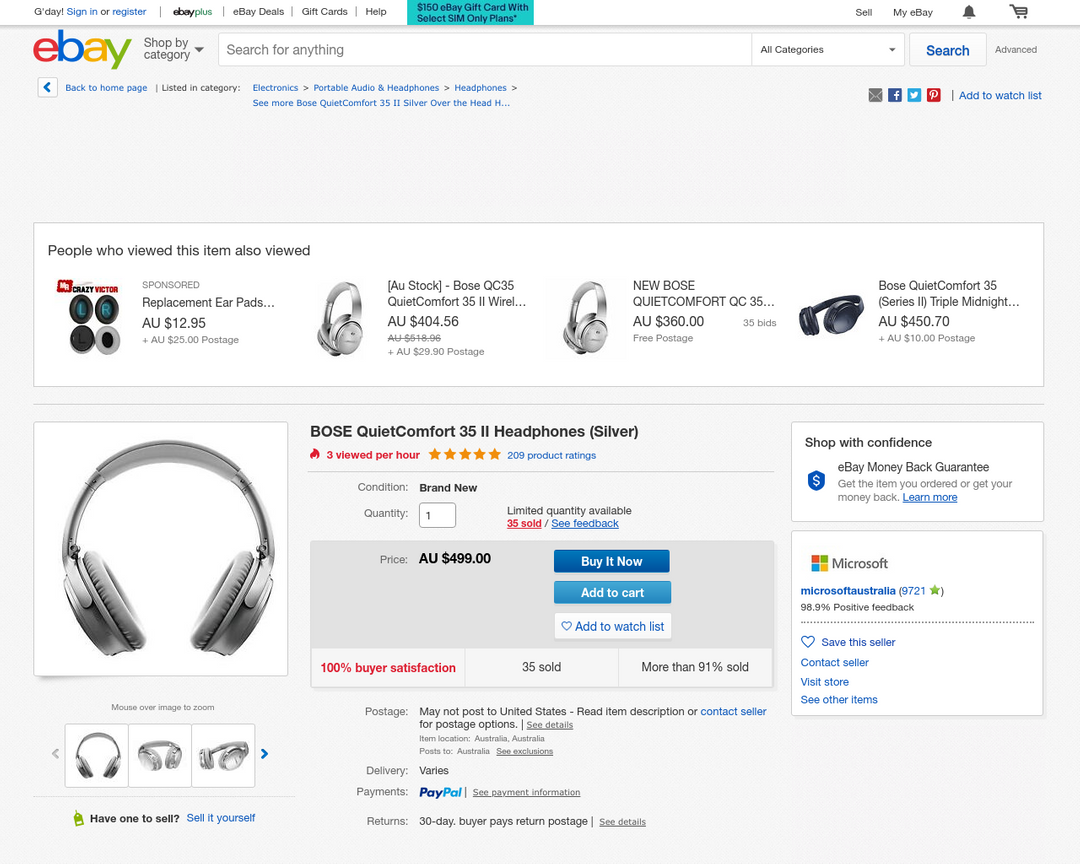 G'day! Sign in or register | ebayplus | eBay Deals | Gift Cards | Help
$150 eBay Gift Card With
Select SIM Only Plans*
Sell My eBay
ebay
Shop by
category
Search for anything
All Categories
Search
Advanced
Back to home page | Listed in category: Electronics > Portable Audio & Headphones > Headphones >
See more Bose QuietComfort 35 II Silver Over the Head H...
| Add to watch list
People who viewed this item also viewed
CRAZY VICTOR
L R
L
SPONSORED
Replacement Ear Pads...
AU $12.95
+ AU $25.00 Postage
[Au Stock] - Bose QC35
QuietComfort 35 II Wirel...
AU $404.56
AU $518.96
+ AU $29.90 Postage
NEW BOSE
QUIETCOMFORT QC 35...
AU $360.00 35 bids
Free Postage
Bose QuietComfort 35
(Series II) Triple Midnight...
AU $450.70
+ AU $10.00 Postage
BOSE QuietComfort 35 II Headphones (Silver)
3 viewed per hour 209 product ratings
Condition: Brand New
Quantity: 1
Limited quantity available
35 sold / See feedback
Price: AU $499.00
Buy It Now
Add to cart
Add to watch list
100% buyer satisfaction
35 sold
More than 91% sold
Postage: May not post to United States - Read item description or contact seller
for postage options. | See details
Item location: Australia, Australia
Posts to: Australia See exclusions
Delivery: Varies
Payments: PayPal | See payment information
Returns: 30-day. buyer pays return postage | See details
Mouse over image to zoom
Have one to sell? Sell it yourself
Shop with confidence
$
eBay Money Back Guarantee
Get the item you ordered or get your
money back. Learn more
Microsoft
microsoftaustralia (9721)
98.9% Positive feedback
Save this seller
Contact seller
Visit store
See other items